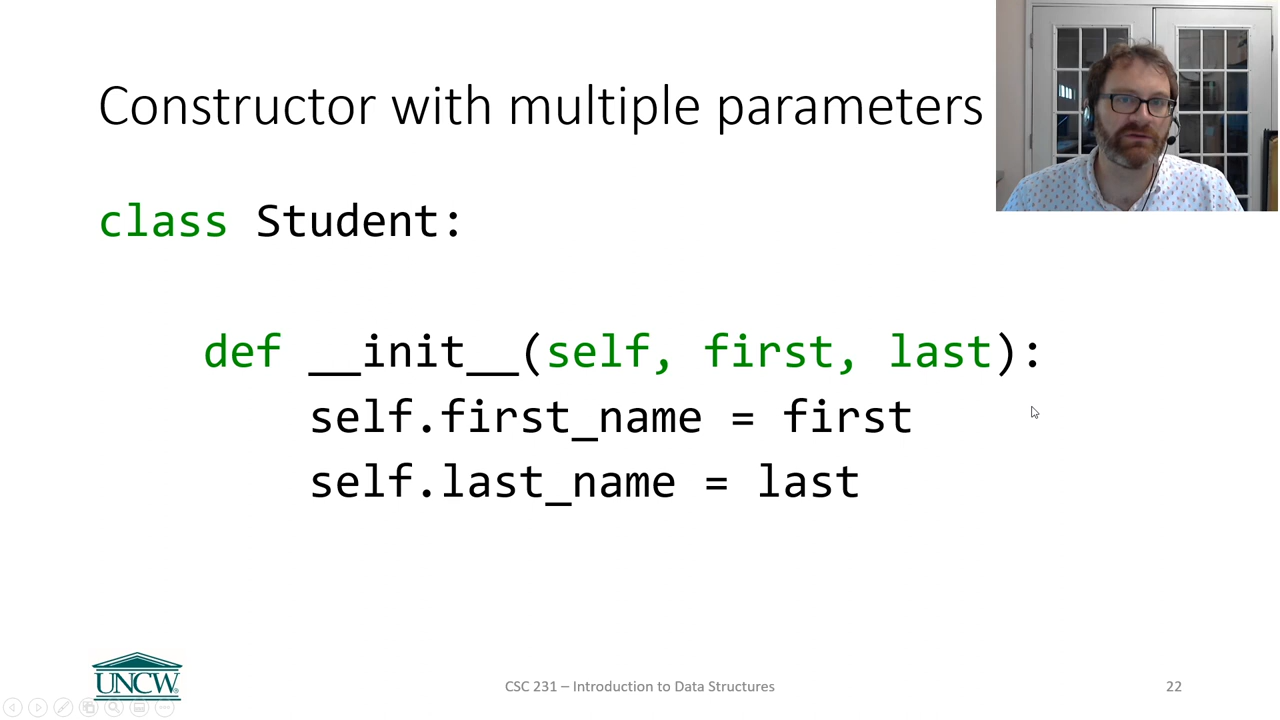 Constructor with multiple parameters
class Student:
def __init__(self, first, last):
self.first_name = first
self.last_name = last
UNCW®
CSC 231 – Introduction to Data Structures
22